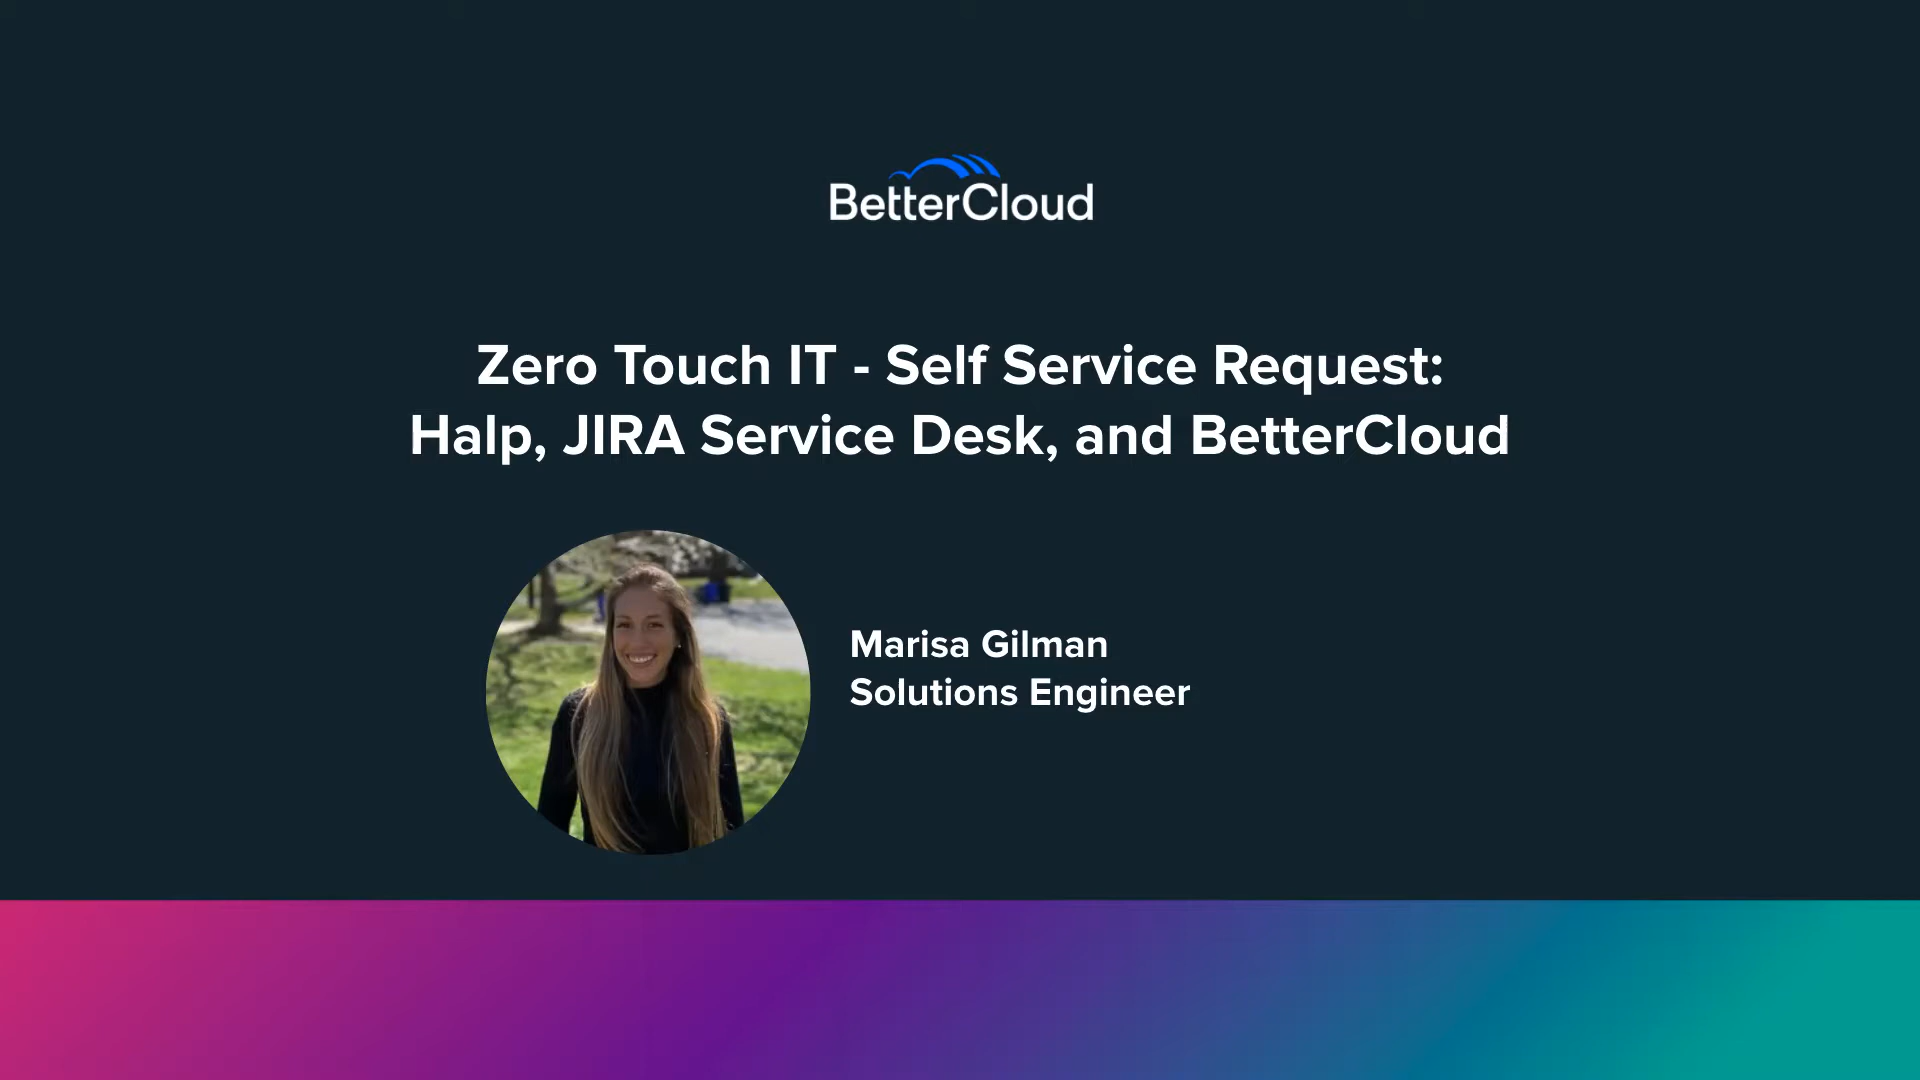 BetterCloud
Zero Touch IT - Self Service Request:
Halp, JIRA Service Desk, and BetterCloud
Marisa Gilman
Solutions Engineer